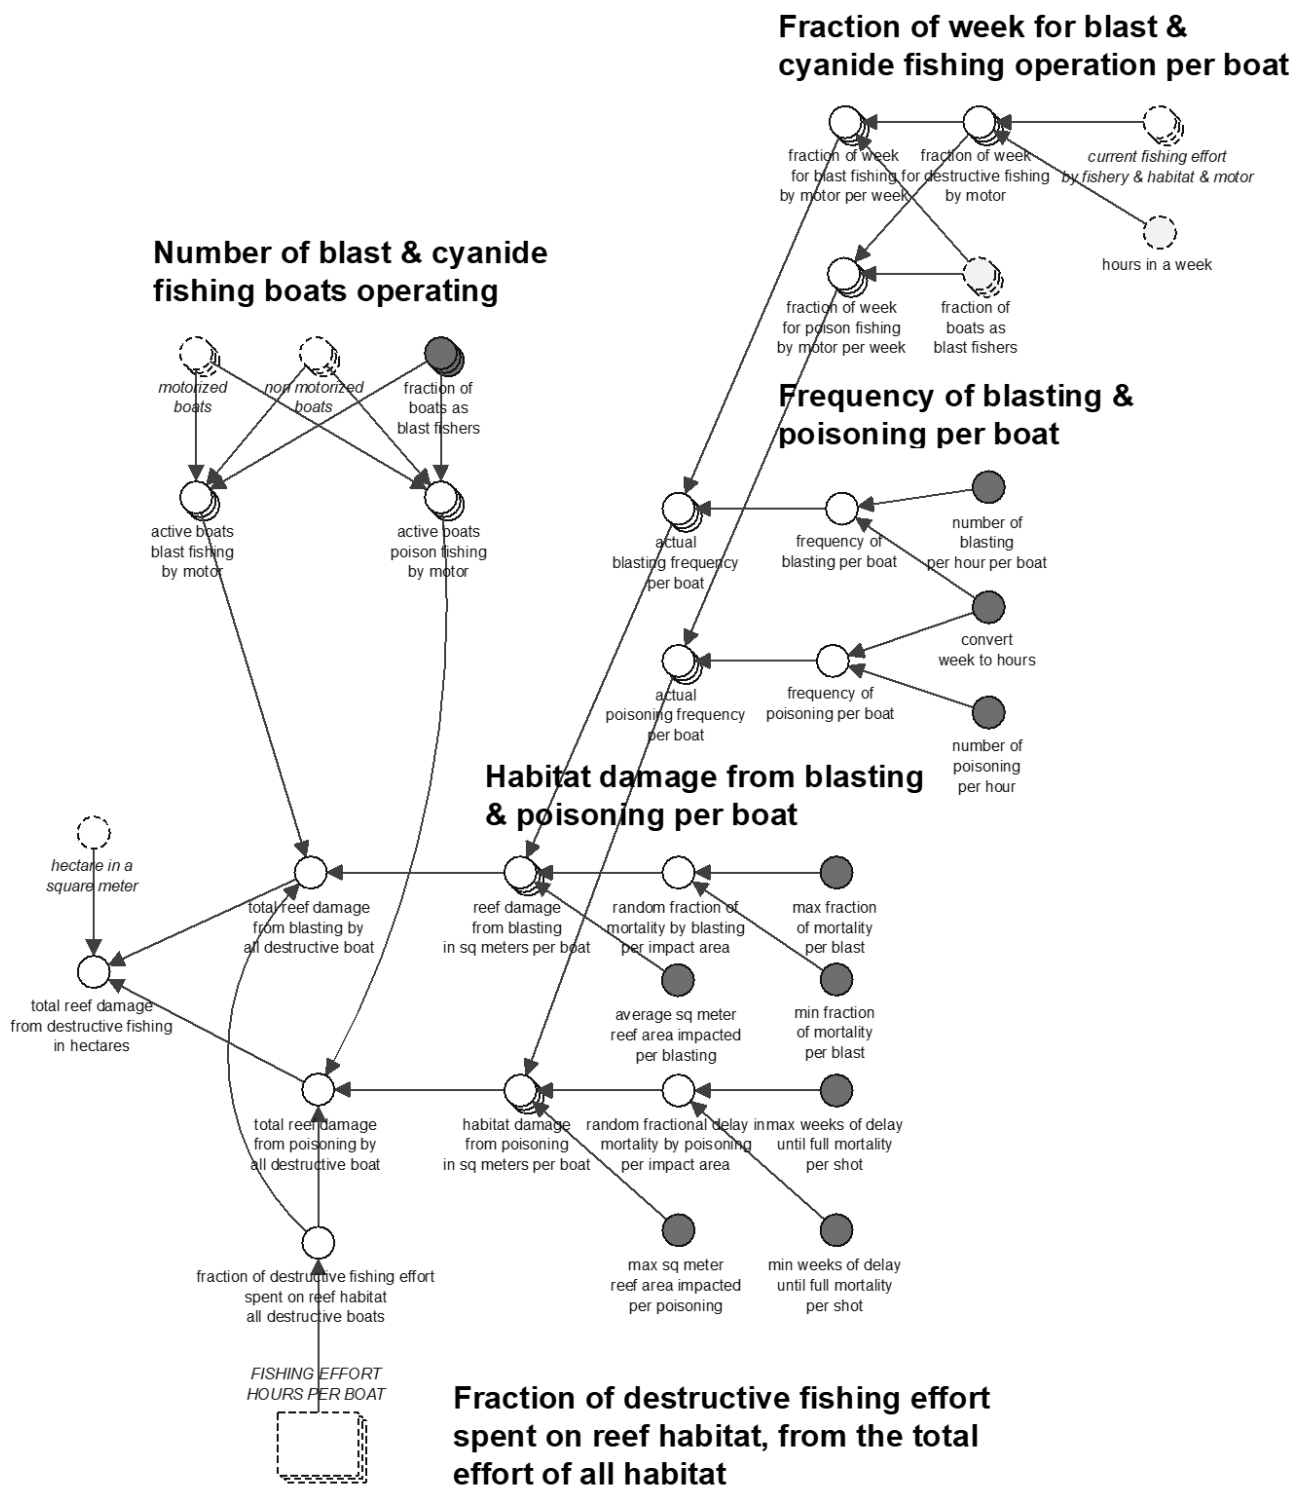 Fraction of week for blast &
cyanide fishing operation per boat
fraction of week
for blast fishing
by motor per week
fraction of week
for destructive fishing
by motor
current fishing effort
by fishery & habitat & motor
hours in a week
fraction of week
for poison fishing
by motor per week
fraction of
boats as
blast fishers
Number of blast & cyanide
fishing boats operating
motorized
boats
non motorized
boats
fraction of
boats as
blast fishers
active boats
blast fishing
by motor
active boats
poison fishing
by motor
Frequency of blasting &
poisoning per boat
actual
blasting frequency
per boat
frequency of
blasting per boat
number of
blasting
per hour per boat
convert
week to hours
actual
poisoning frequency
per boat
frequency of
poisoning per boat
number of
poisoning
per hour
Habitat damage from blasting
& poisoning per boat
hectare in a
square meter
total reef damage
from blasting by
all destructive boat
reef damage
from blasting
in sq meters per boat
random fraction of
mortality by blasting
per impact area
max fraction
of mortality
per blast
total reef damage
from destructive fishing
in hectares
average sq meter
reef area impacted
per blasting
min fraction
of mortality
per blast
total reef damage
from poisoning by
all destructive boat
habitat damage
from poisoning
in sq meters per boat
random fractional delay in
mortality by poisoning
per impact area
max weeks of delay
until full mortality
per shot
fraction of destructive fishing effort
spent on reef habitat
all destructive boats
max sq meter
reef area impacted
per poisoning
min weeks of delay
until full mortality
per shot
FISHING EFFORT
HOURS PER BOAT
Fraction of destructive fishing effort
spent on reef habitat, from the total
effort of all habitat